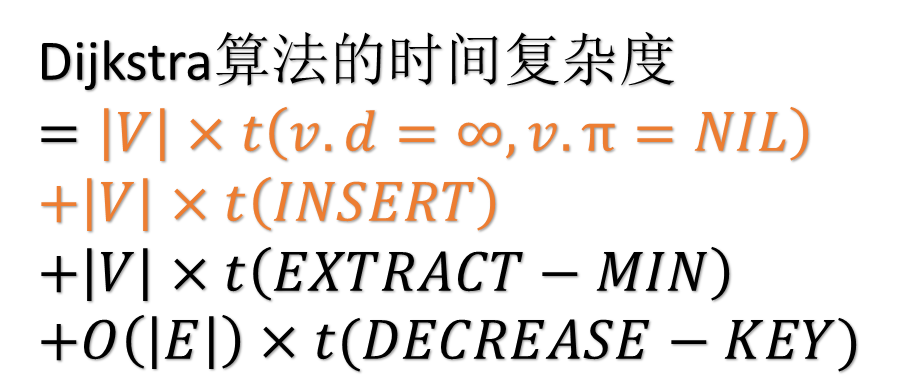 Dijkstra算法的时间复杂度
= |V| × t(v.d = ∞, v.π = NIL)
+|V| × t(INSERT)
+|V| × t(EXTRACT − MIN)
+O(|E|) × t(DECREASE − KEY)